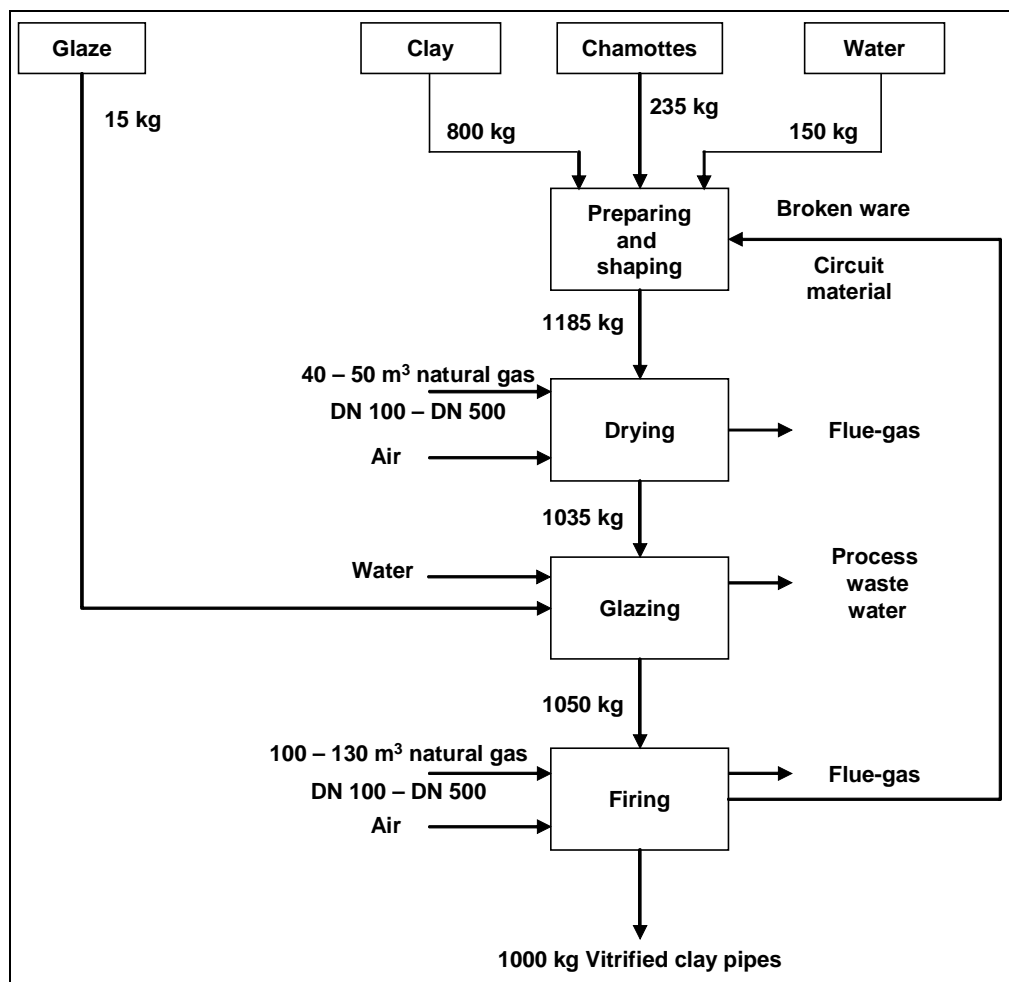 Glaze
Clay
Chamottes
Water
15 kg
800 kg
235 kg
150 kg
Preparing
and
shaping
Broken ware
Circuit
material
1185 kg
40 – 50 m³ natural gas
DN 100 – DN 500
Air
Drying
Flue-gas
1035 kg
Water
Glazing
Process
waste
water
1050 kg
100 – 130 m³ natural gas
DN 100 – DN 500
Air
Firing
Flue-gas
1000 kg Vitrified clay pipes